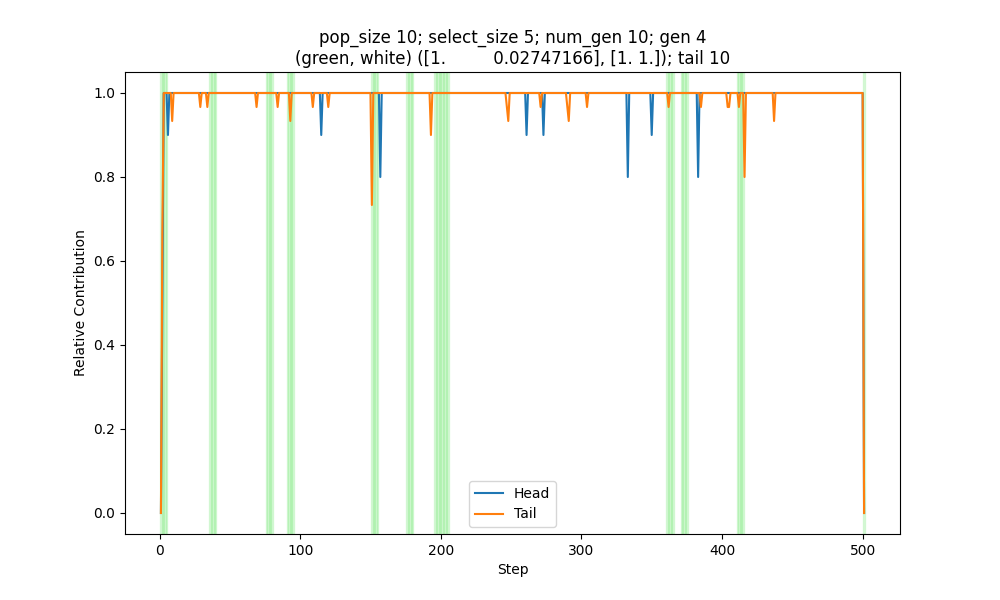 pop_size 10; select_size 5; num_gen 10; gen 4
(green, white) ([1.         0.02747166], [1. 1.]); tail 10
1.0
0.8
0.6
0.4
0.2
0.0
Relative Contribution
Head
Tail
0
100
200
300
400
500
Step